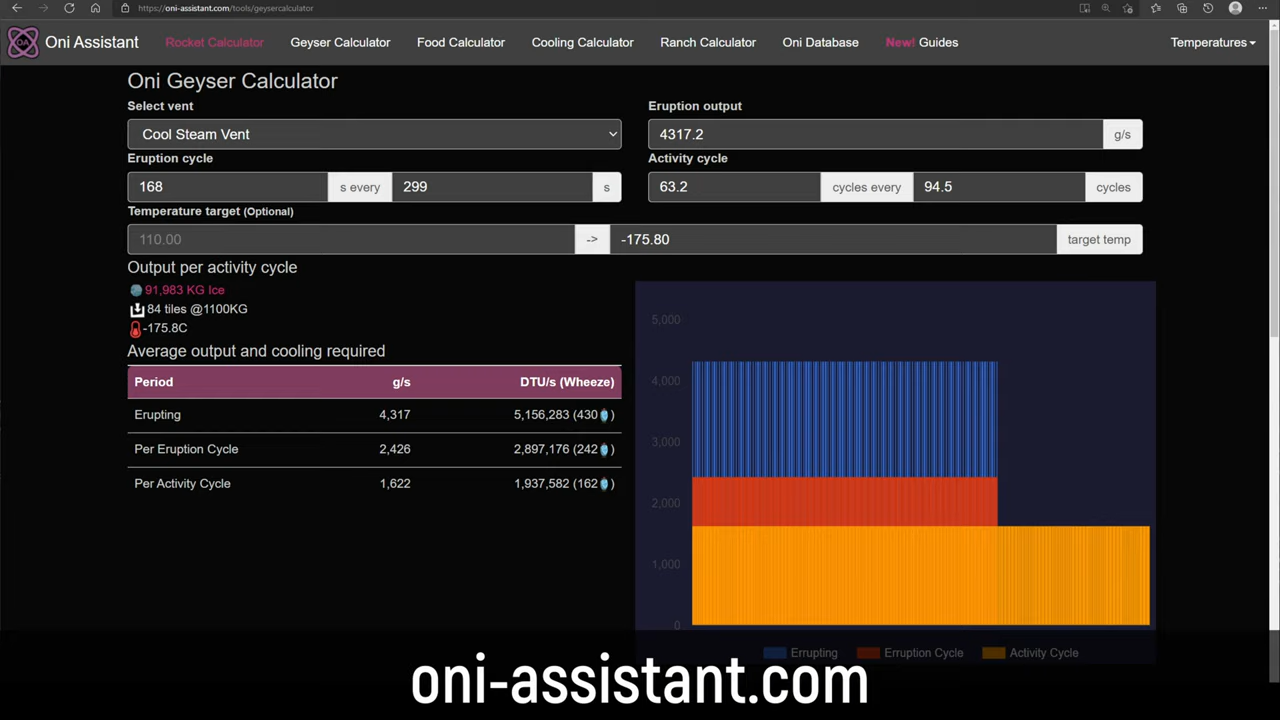 https://oni-assistant.com/tools/geysercalculator
OA Oni Assistant Rocket Calculator Geyser Calculator Food Calculator Cooling Calculator Ranch Calculator Oni Database New! Guides Temperatures
Oni Geyser Calculator
Select vent
Cool Steam Vent
Eruption output
4317.2 g/s
Eruption cycle
168 s every 299 s
Activity cycle
63.2 cycles every 94.5 cycles
Temperature target (Optional)
110.00 -> -175.80 target temp
Output per activity cycle
91,983 KG Ice
84 tiles @1100KG
-175.8C
Average output and cooling required
Period g/s DTU/s (Wheeze)
Erupting 4,317 5,156,283 (430 )
Per Eruption Cycle 2,426 2,897,176 (242 )
Per Activity Cycle 1,622 1,937,582 (162 )
5,000
4,000
3,000
2,000
1,000
0
Errupting Erruption Cycle Activity Cycle
oni-assistant.com